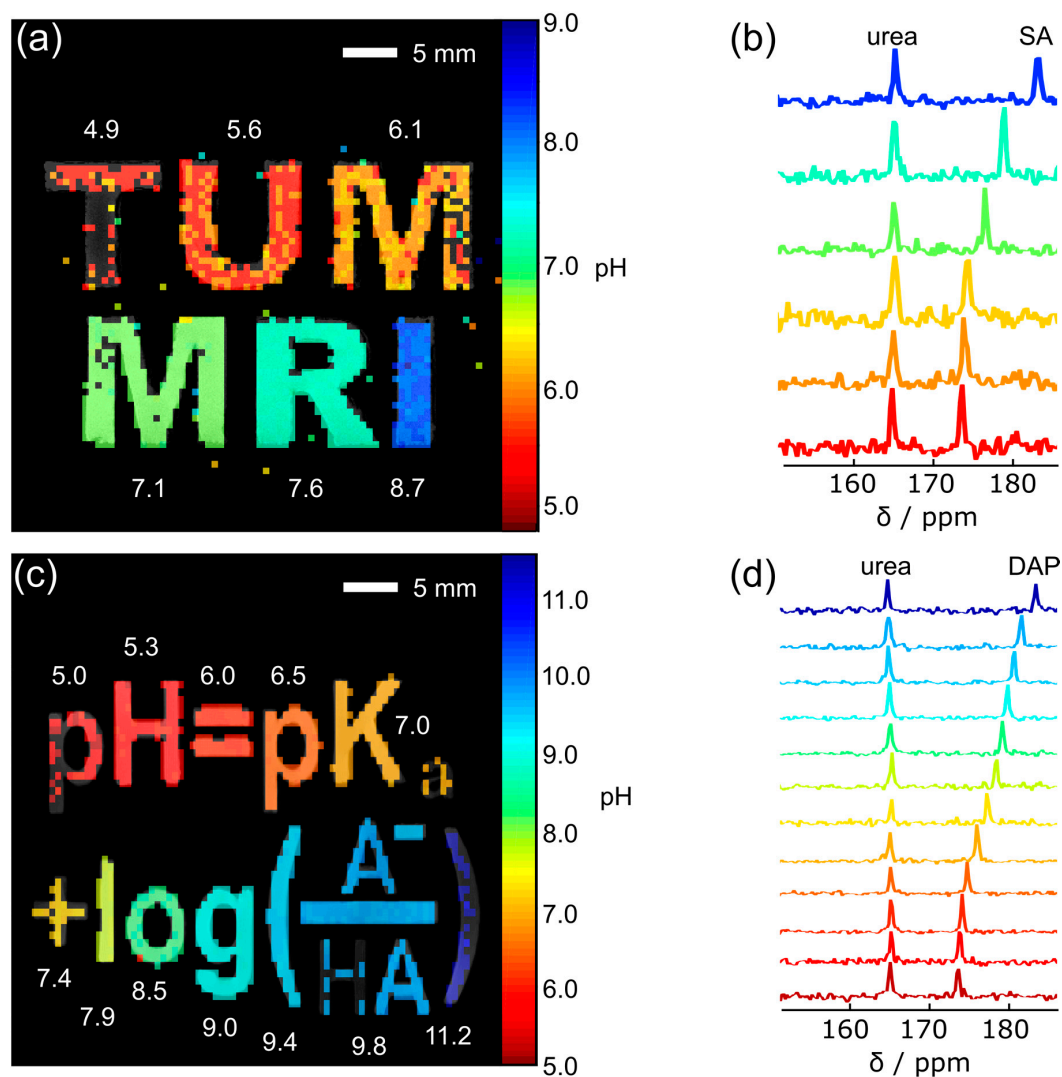 (a)
5 mm
4.9 5.6 6.1
TUM
MRI
7.1 7.6 8.7
9.0
8.0
7.0
6.0
5.0
pH
(b)
urea SA
160 170 180
δ / ppm
(c)
5 mm
5.0 5.3 6.0 6.5 7.0
pH=pKa
+log(A⁻/HA)
7.4 7.9 8.5 9.0 9.4 9.8 11.2
11.0
10.0
9.0
8.0
7.0
6.0
5.0
pH
(d)
urea DAP
160 170 180
δ / ppm